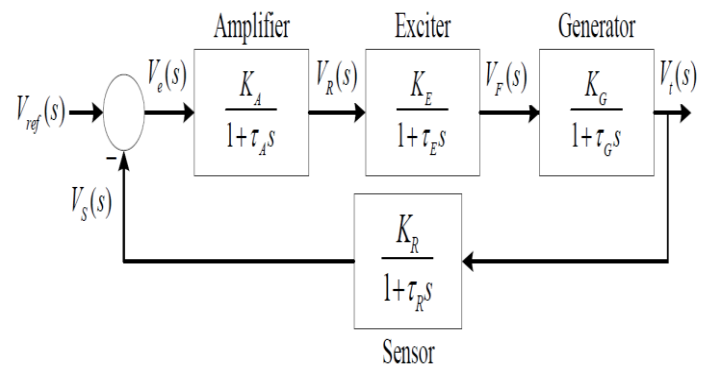 Amplifier
Exciter
Generator
V_ref(s)
V_e(s)
K_A
1+τ_A s
V_R(s)
K_E
1+τ_E s
V_F(s)
K_G
1+τ_G s
V_t(s)
-
V_S(s)
K_R
1+τ_R s
Sensor